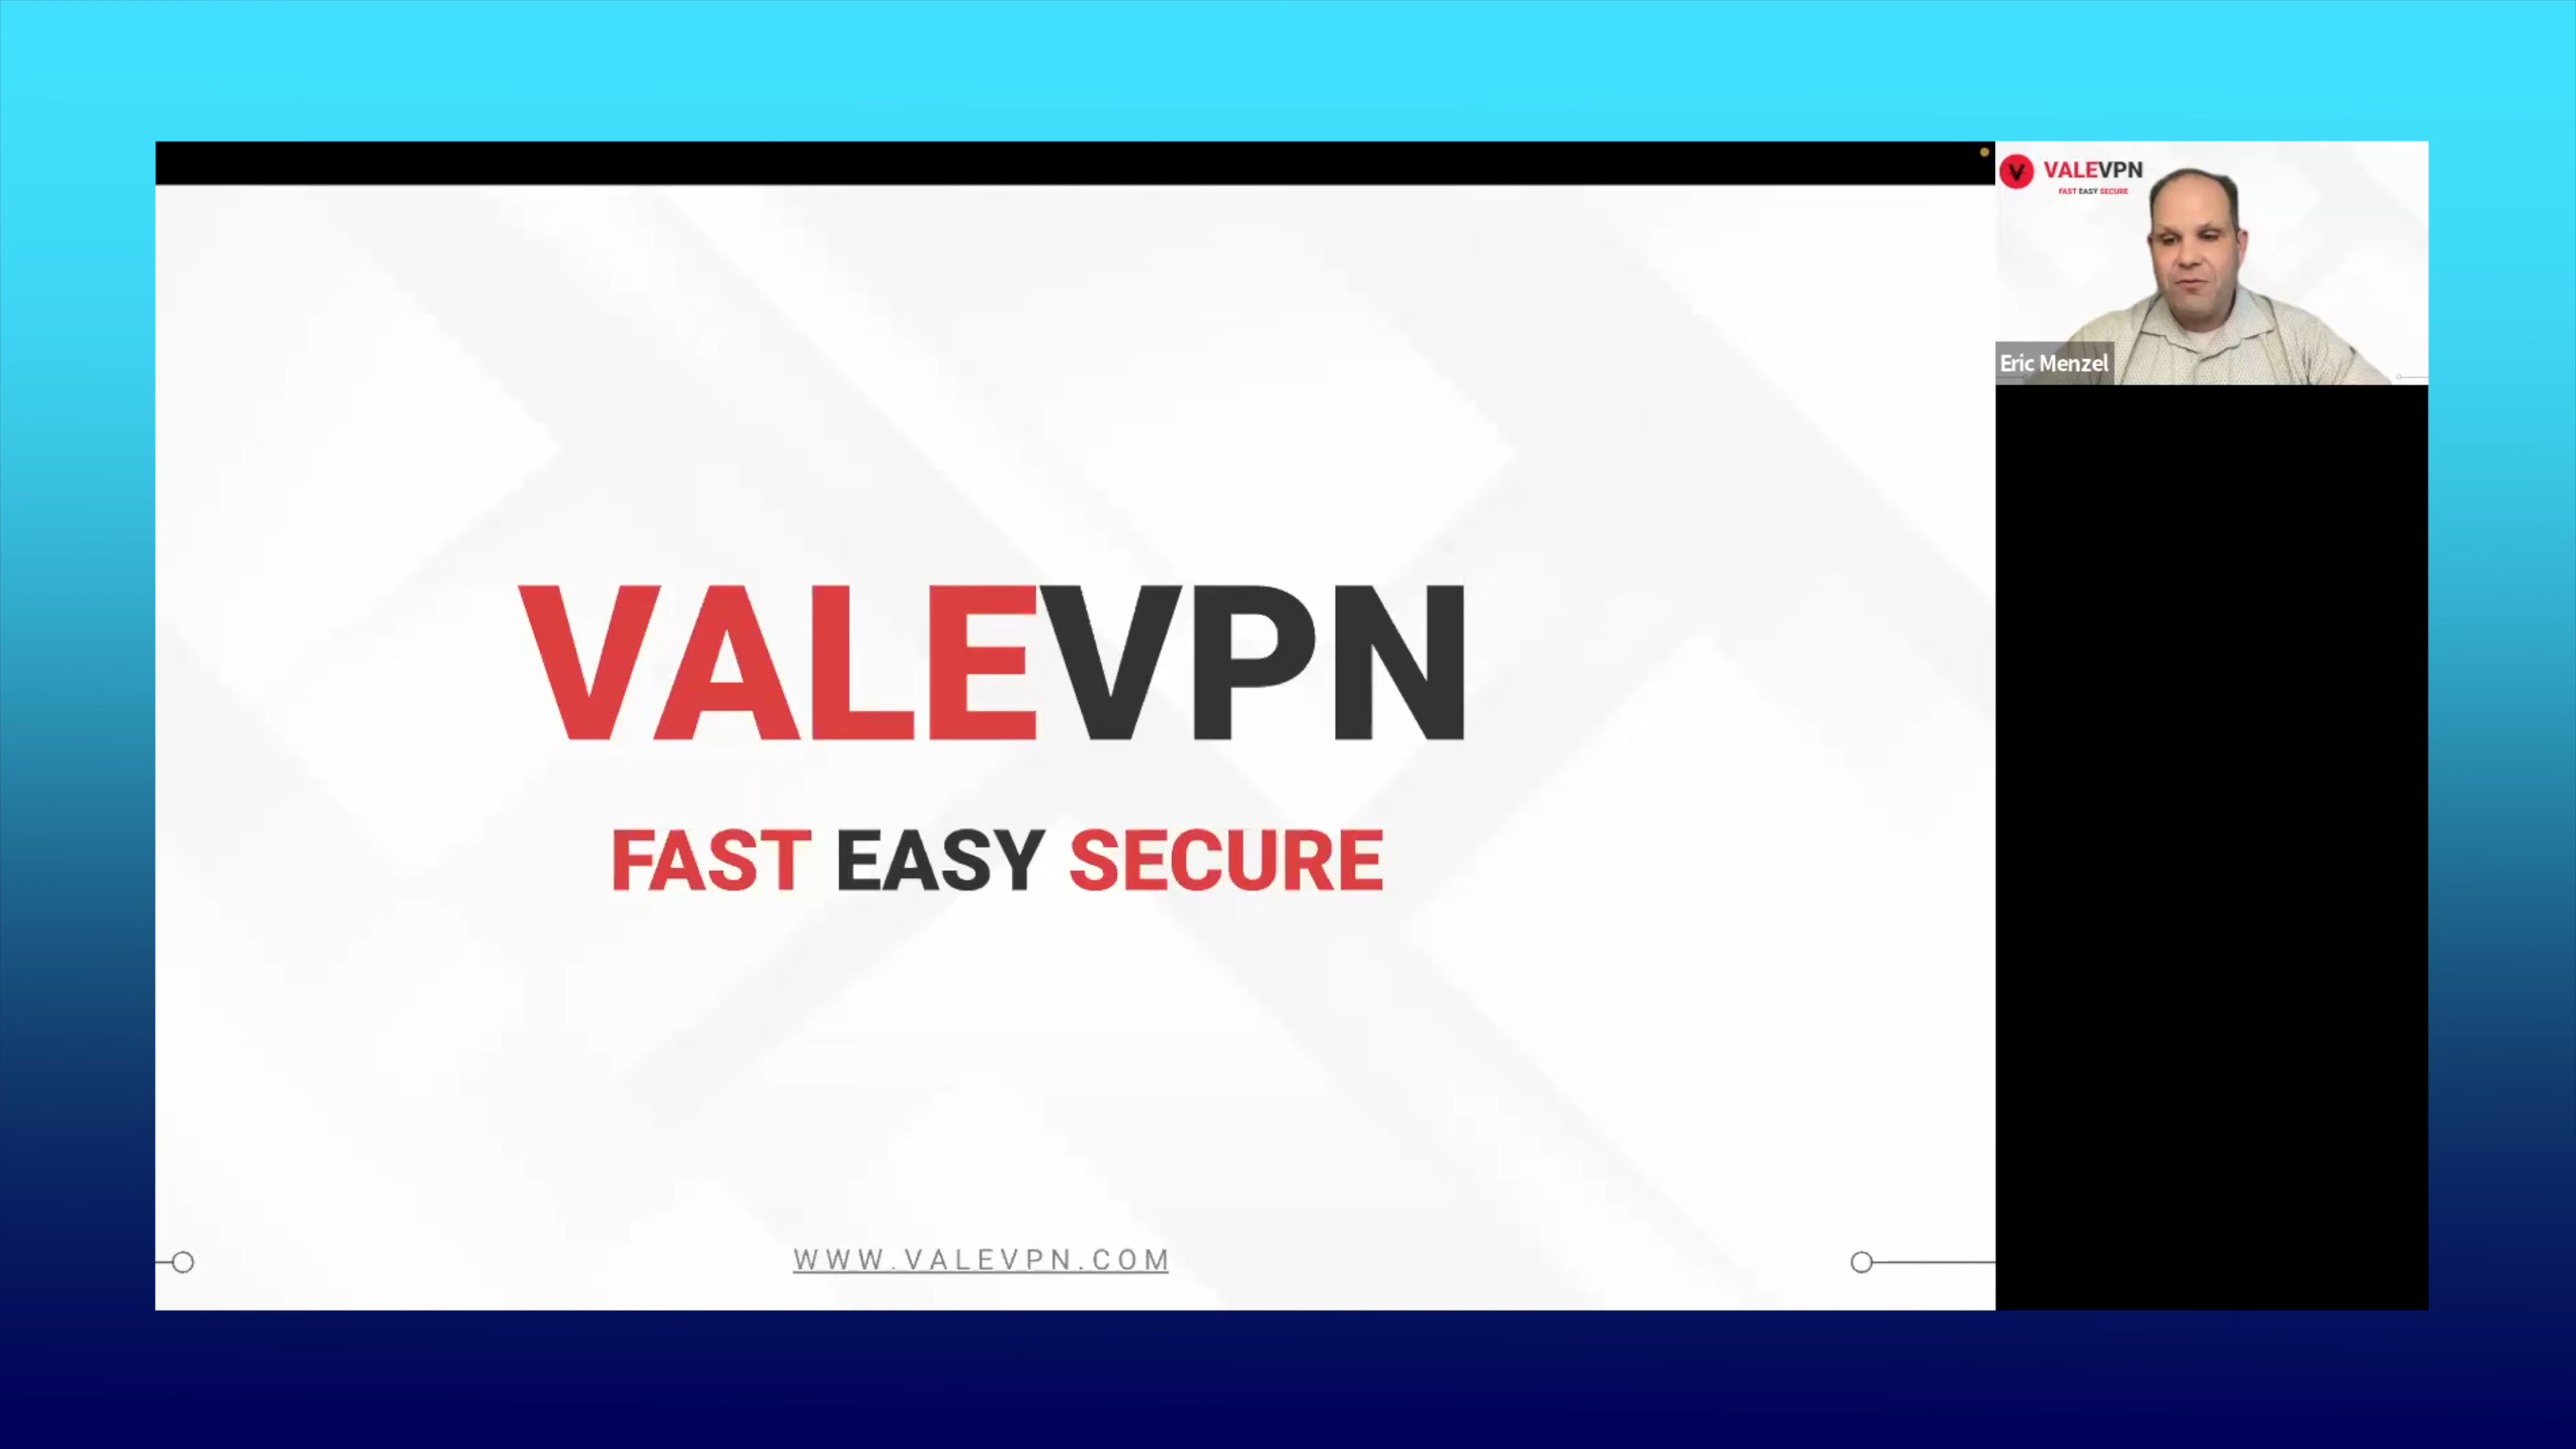 VALEVPN
FAST EASY SECURE
WWW.VALEVPN.COM
V
VALEVPN
FAST EASY SECURE
Eric Menzel